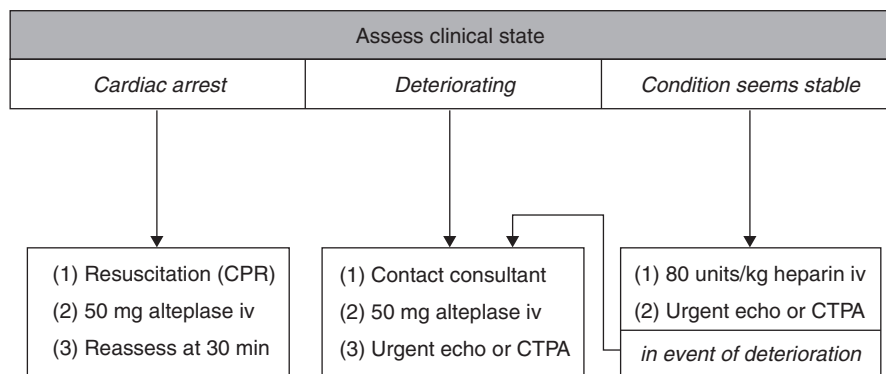 Assess clinical state
Cardiac arrest
Deteriorating
Condition seems stable
(1) Resuscitation (CPR)
(2) 50 mg alteplase iv
(3) Reassess at 30 min
(1) Contact consultant
(2) 50 mg alteplase iv
(3) Urgent echo or CTPA
(1) 80 units/kg heparin iv
(2) Urgent echo or CTPA
in event of deterioration